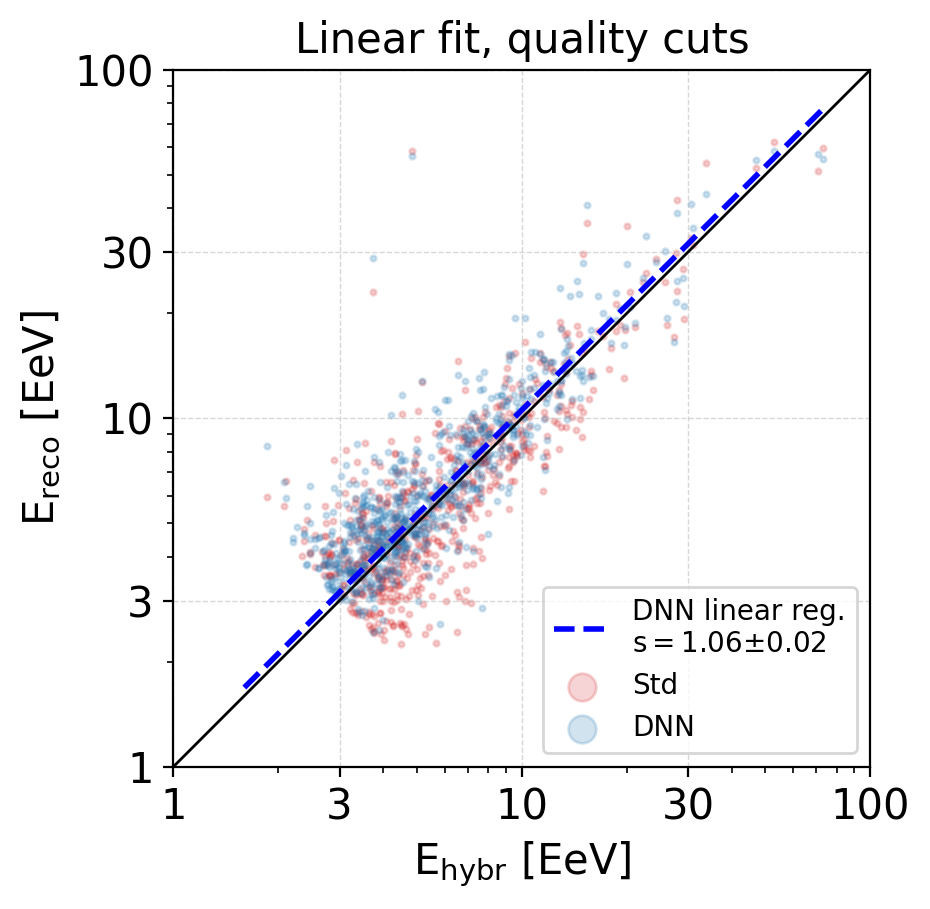 Linear fit, quality cuts
100
30
10
3
1
E_reco [EeV]
DNN linear reg.
s = 1.06±0.02
Std
DNN
1 3 10 30 100
E_hybr [EeV]